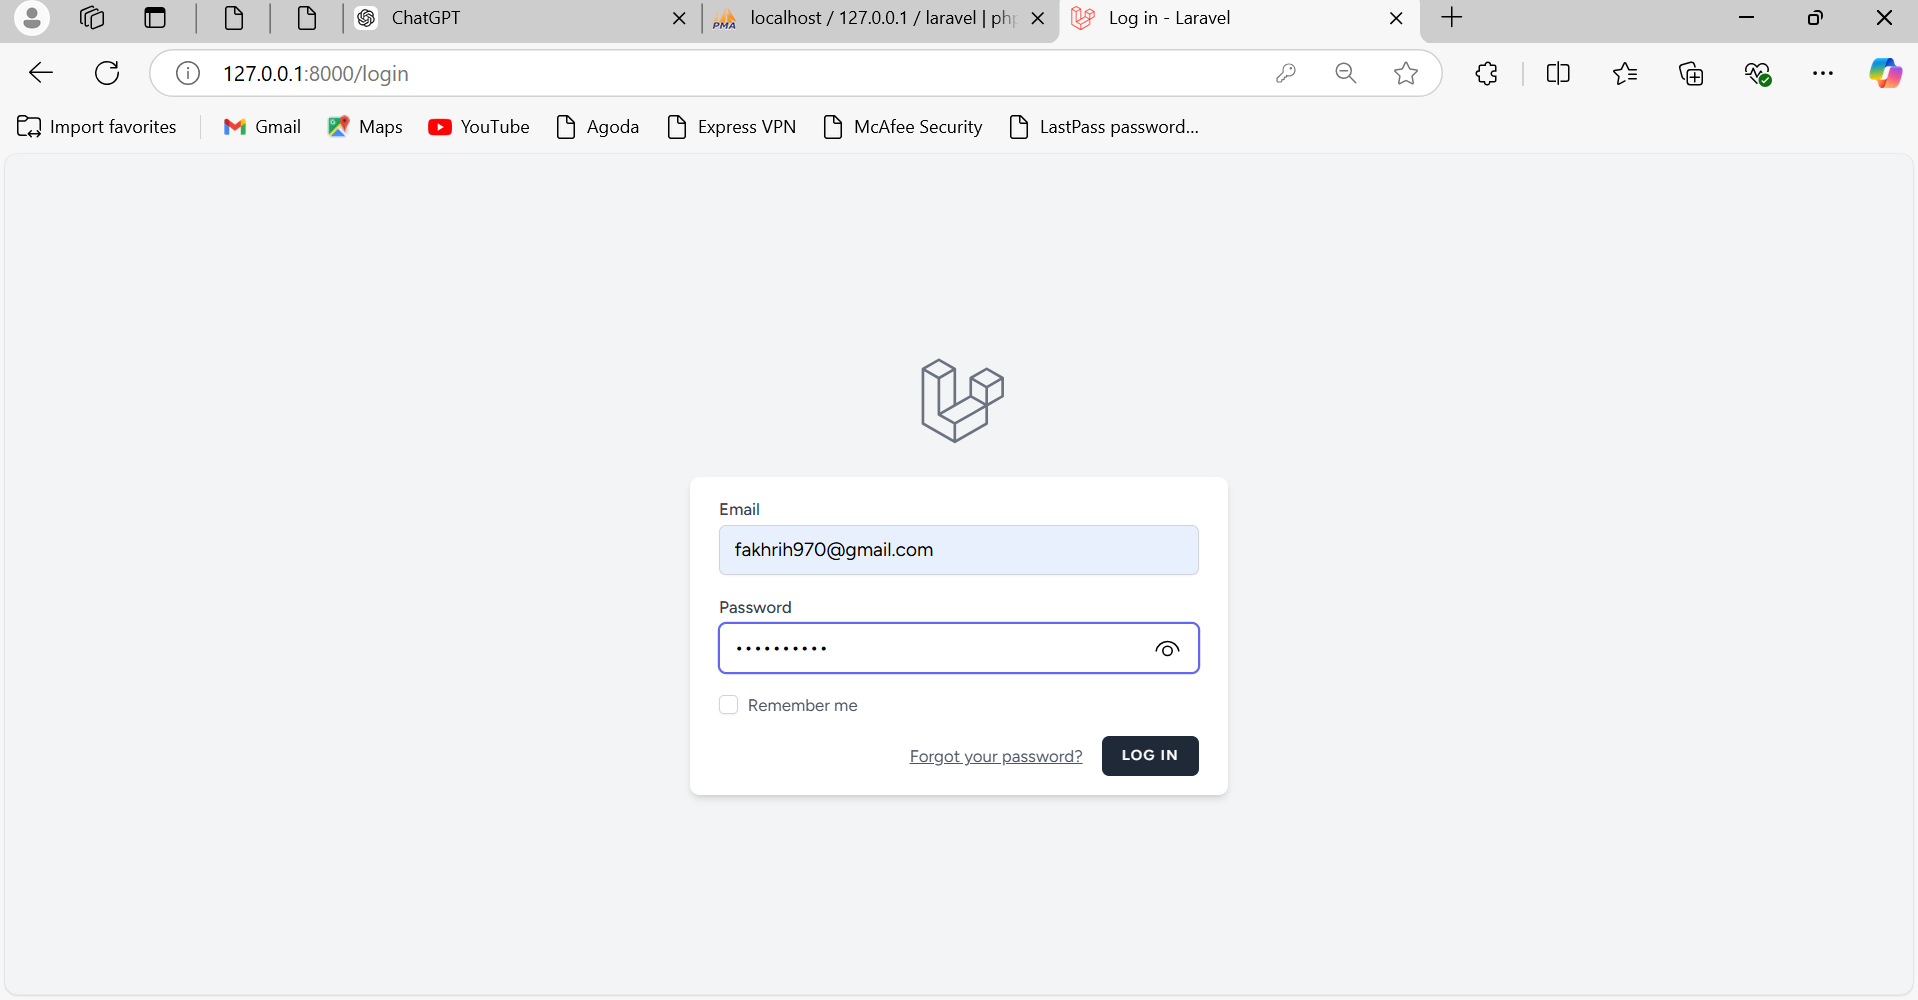 ChatGPT
localhost / 127.0.0.1 / laravel | php
Log in - Laravel
127.0.0.1:8000/login
Import favorites
Gmail
Maps
YouTube
Agoda
Express VPN
McAfee Security
LastPass password...
Email
fakhrih970@gmail.com
Password
Remember me
Forgot your password?
LOG IN